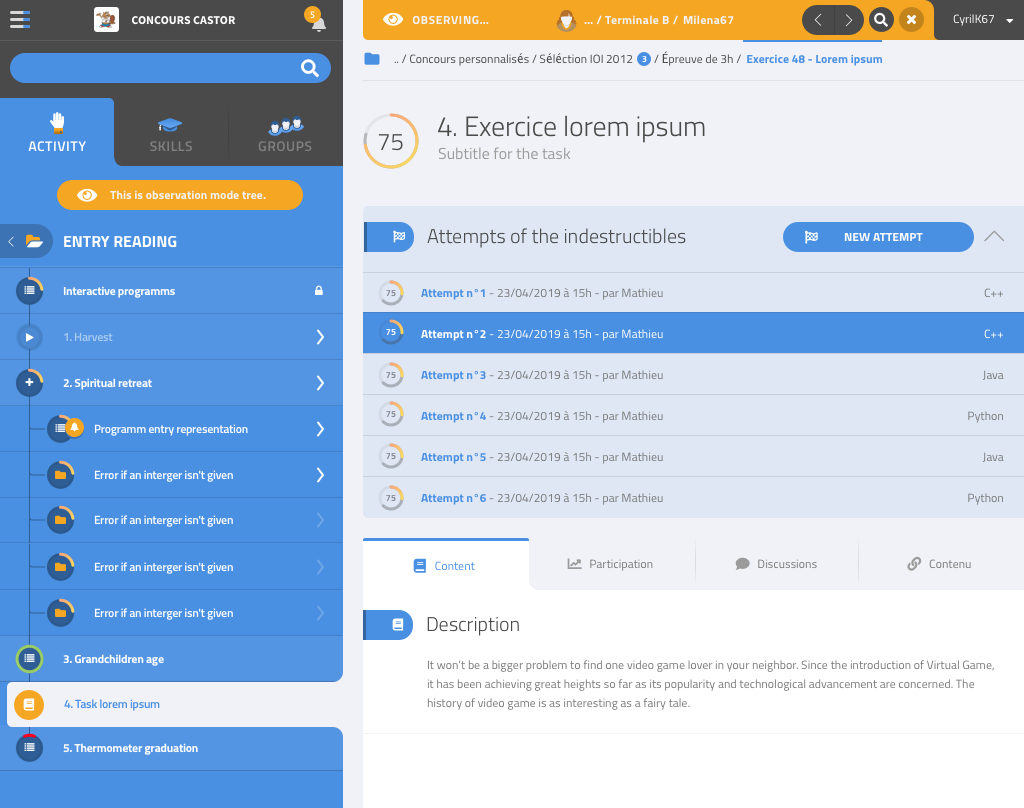 CONCOURS CASTOR
5
OBSERVING...
... / Terminale B / Milena67
CyrilK67
.. / Concours personnalisés / Séléction IOI 2012 3 / Épreuve de 3h / Exercice 48 - Lorem ipsum
ACTIVITY
SKILLS
GROUPS
This is observation mode tree.
ENTRY READING
Interactive programms
1. Harvest
2. Spiritual retreat
Programm entry representation
Error if an interger isn't given
Error if an interger isn't given
Error if an interger isn't given
Error if an interger isn't given
3. Grandchildren age
4. Task lorem ipsum
5. Thermometer graduation
75
4. Exercice lorem ipsum
Subtitle for the task
Attempts of the indestructibles
NEW ATTEMPT
75 Attempt n°1 - 23/04/2019 à 15h - par Mathieu C++
75 Attempt n°2 - 23/04/2019 à 15h - par Mathieu C++
75 Attempt n°3 - 23/04/2019 à 15h - par Mathieu Java
75 Attempt n°4 - 23/04/2019 à 15h - par Mathieu Python
75 Attempt n°5 - 23/04/2019 à 15h - par Mathieu Java
75 Attempt n°6 - 23/04/2019 à 15h - par Mathieu Python
Content
Participation
Discussions
Contenu
Description
It won't be a bigger problem to find one video game lover in your neighbor. Since the introduction of Virtual Game,
it has been achieving great heights so far as its popularity and technological advancement are concerned. The
history of video game is as interesting as a fairy tale.